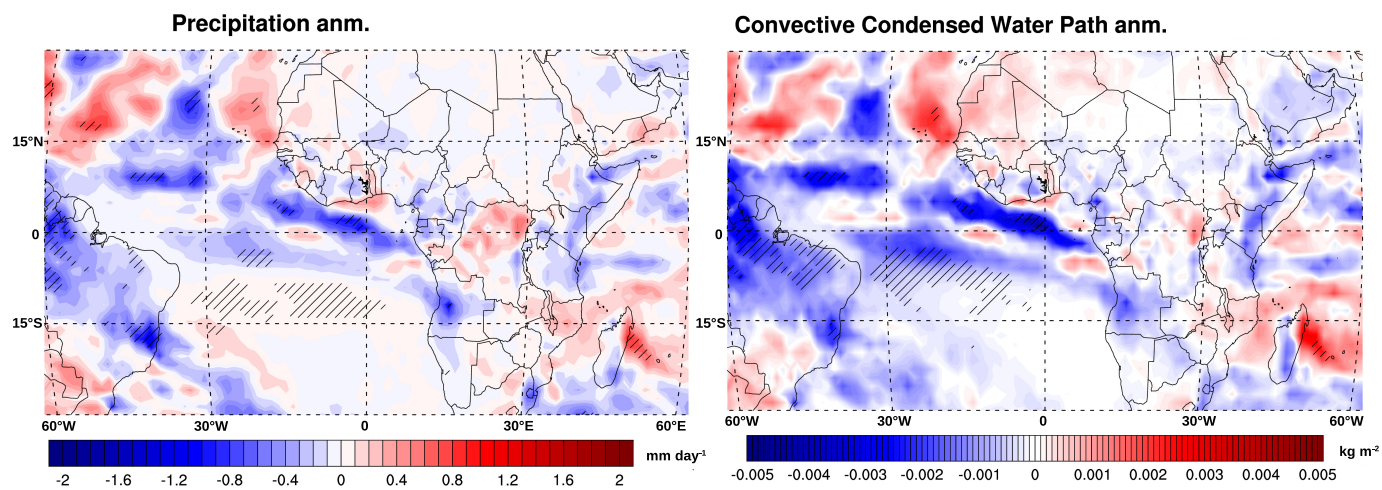 Precipitation anm.
Convective Condensed Water Path anm.
15°N
0
15°S
60°W 30°W 0 30°E 60°E
15°N
0
15°S
60°W 30°W 0 30°W 60°W
-2 -1.6 -1.2 -0.8 -0.4 0 0.4 0.8 1.2 1.6 2
mm day-1
-0.005 -0.004 -0.003 -0.002 -0.001 0 0.001 0.002 0.003 0.004 0.005
kg m-2